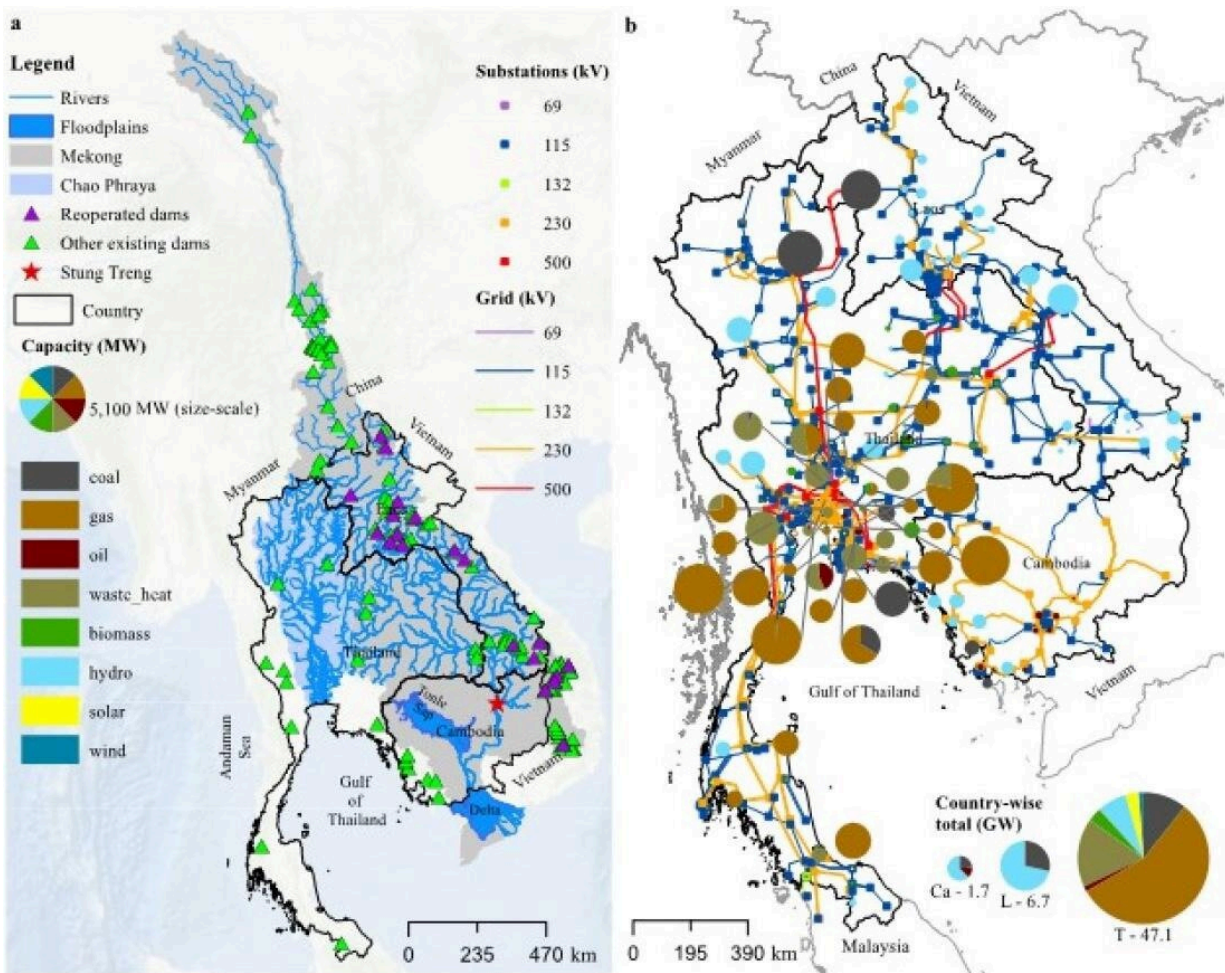 a
Legend
Rivers
Floodplains
Mekong
Chao Phraya
Reoperated dams
Other existing dams
Stung Treng
Country
Capacity (MW)
5,100 MW (size-scale)
coal
gas
oil
waste_heat
biomass
hydro
solar
wind
Substations (kV)
69
115
132
230
500
Grid (kV)
69
115
132
230
500
China
Vietnam
Myanmar
Thailand
Tonle
Sap
Cambodia
Vietnam
Andaman
Sea
Gulf
of
Thailand
Delta
0 235 470 km
b
China
Vietnam
Myanmar
Laos
Thailand
Cambodia
Vietnam
Gulf of Thailand
Malaysia
Country-wise
total (GW)
Ca - 1.7
L - 6.7
T - 47.1
0 195 390 km